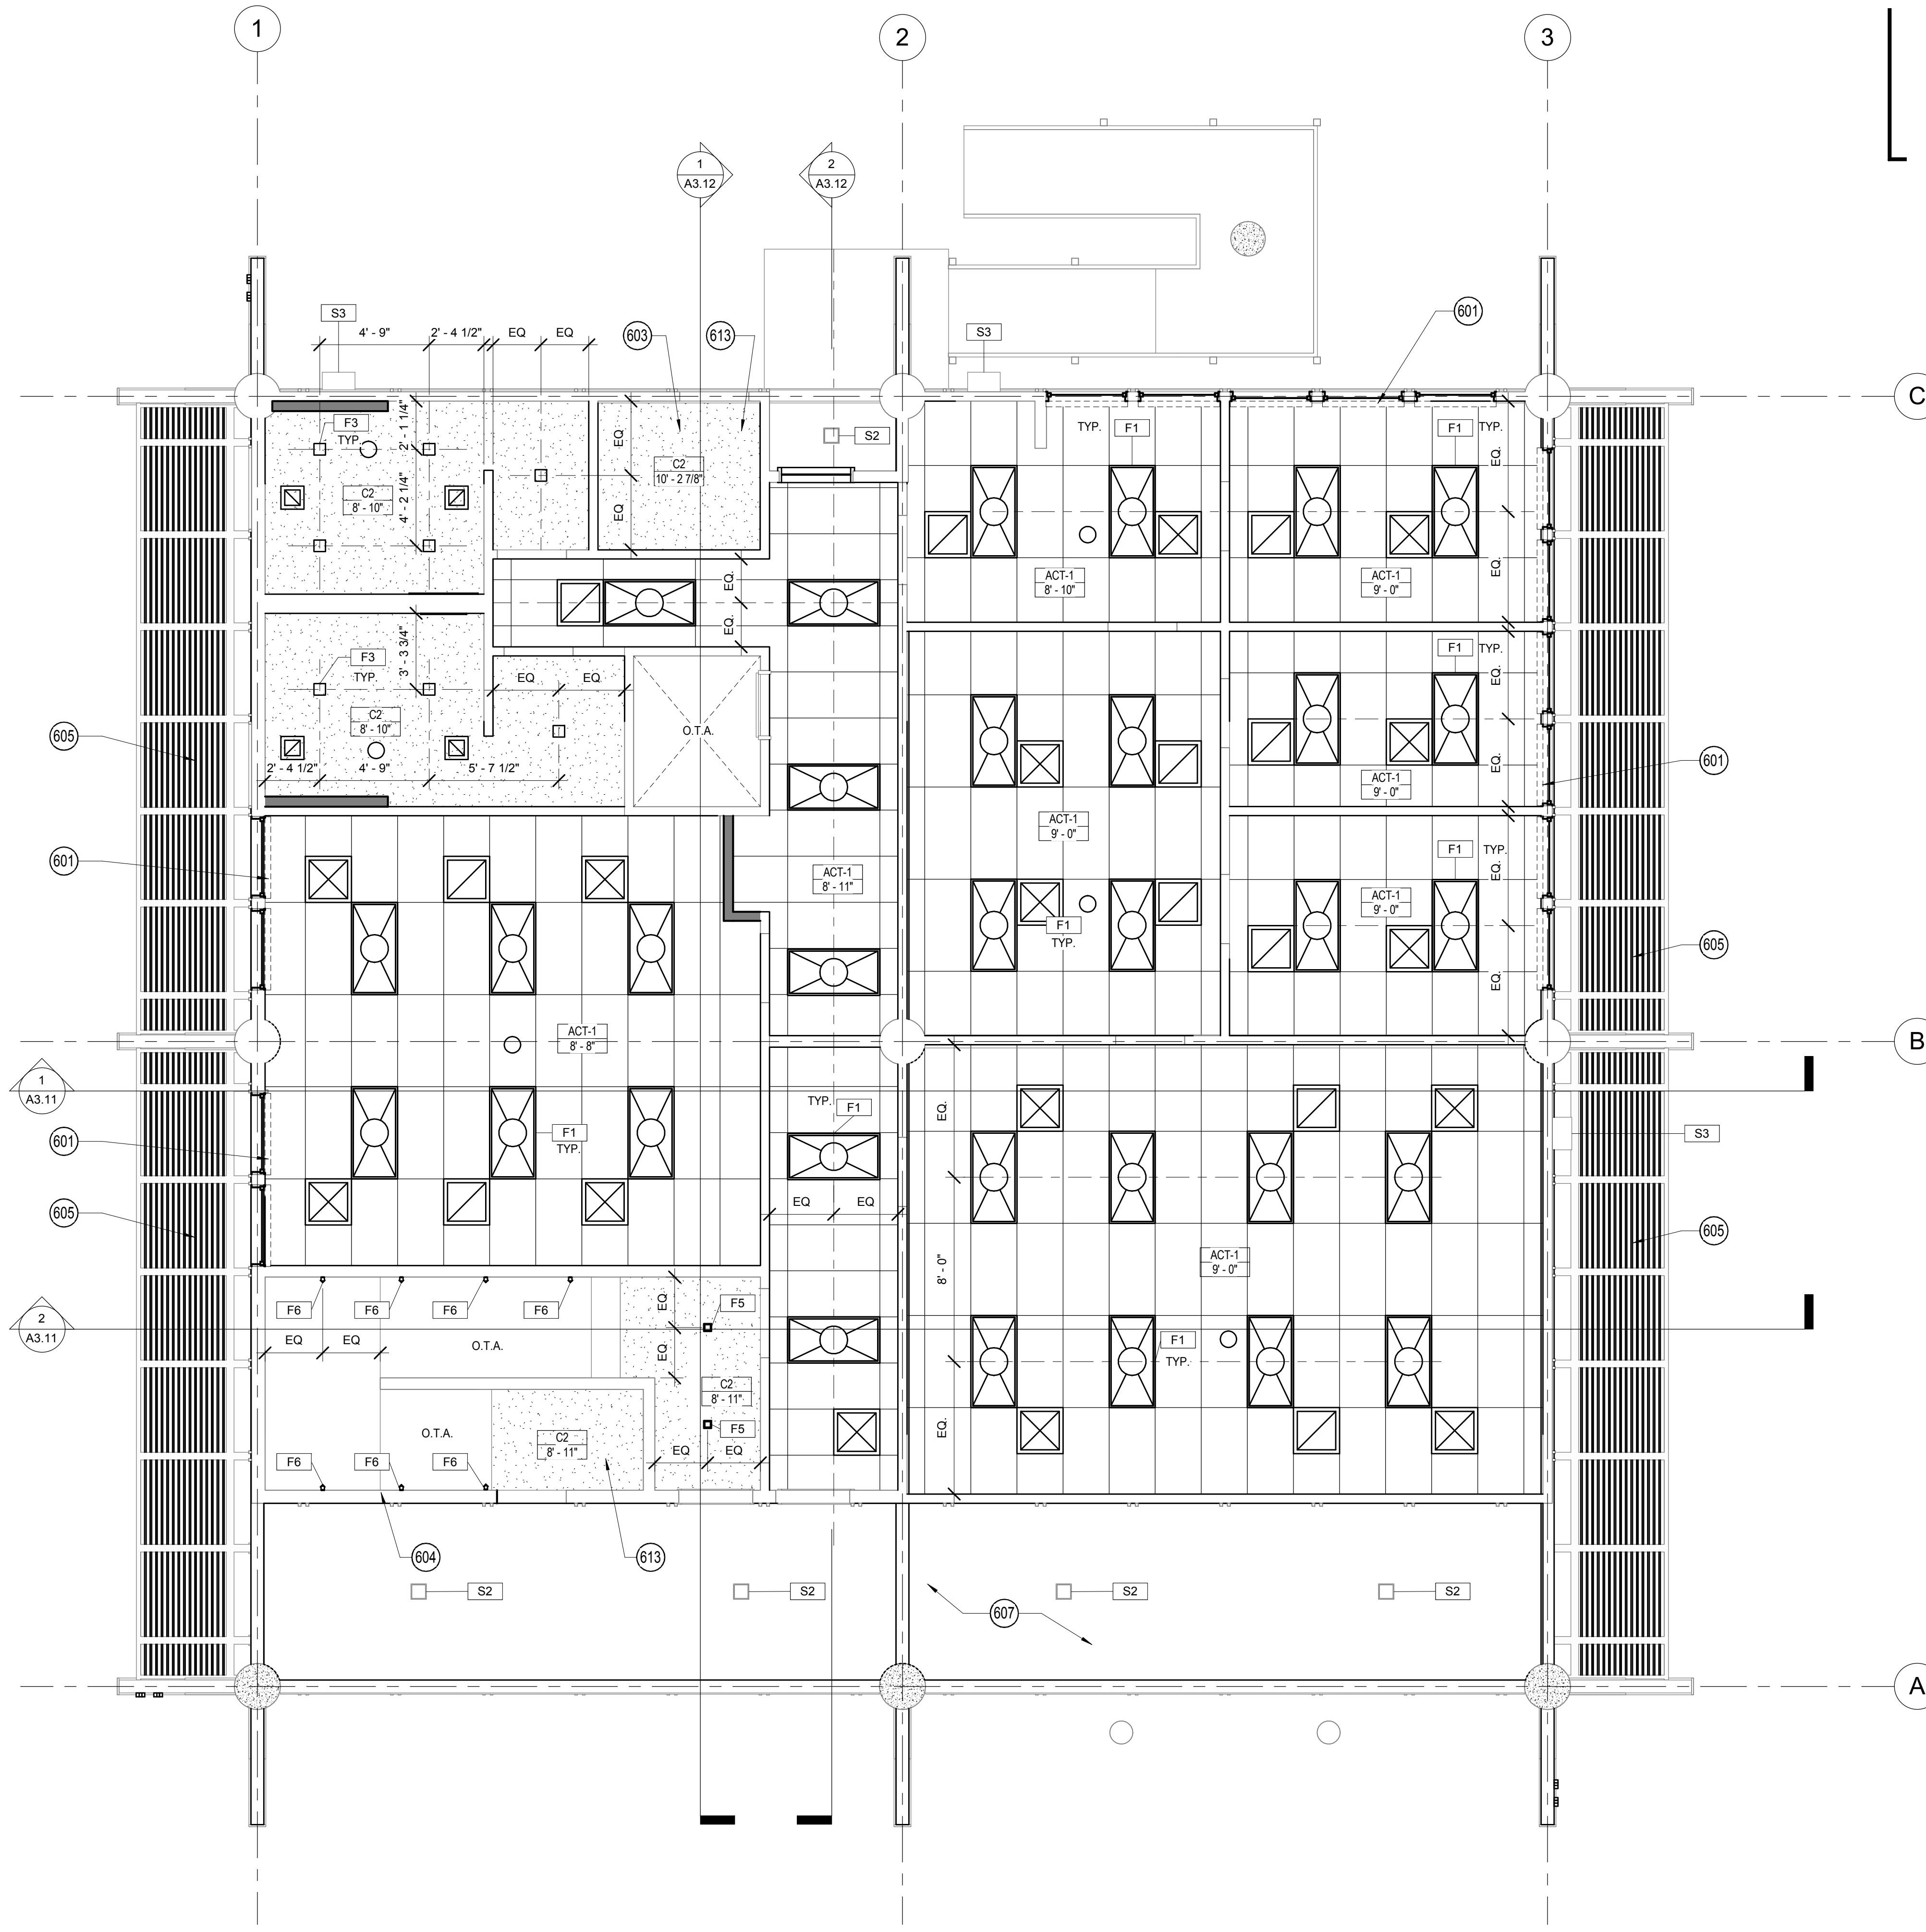 1
2
3
1
A3.12
2
A3.12
S3
4' - 9"
2' - 4 1/2"
EQ
EQ
603
613
S3
601
C
F3
TYP.
2' - 1 1/4"
4' - 2 1/4"
C2
8' - 10"
EQ
EQ
C2
10' - 2 7/8"
S2
TYP.
F1
F1
TYP.
EQ.
EQ.
ACT-1
8' - 10"
ACT-1
9' - 0"
EQ.
EQ.
3' - 3 3/4"
F3
TYP.
C2
8' - 10"
EQ
EQ
O.T.A.
2' - 4 1/2"
4' - 9"
5' - 7 1/2"
605
F1
TYP.
EQ.
EQ.
ACT-1
9' - 0"
601
601
ACT-1
8' - 11"
ACT-1
9' - 0"
F1
TYP.
F1
TYP.
EQ.
EQ.
ACT-1
9' - 0"
605
ACT-1
8' - 8"
B
1
A3.11
601
F1
TYP.
TYP.
F1
EQ
EQ
EQ.
8' - 0"
EQ.
S3
605
ACT-1
9' - 0"
605
F1
TYP.
2
A3.11
F6
F6
F6
F6
EQ
EQ
O.T.A.
EQ
EQ
F5
C2
8' - 11"
F5
O.T.A.
C2
8' - 11"
EQ
EQ
F6
F6
F6
604
613
S2
S2
607
S2
S2
A